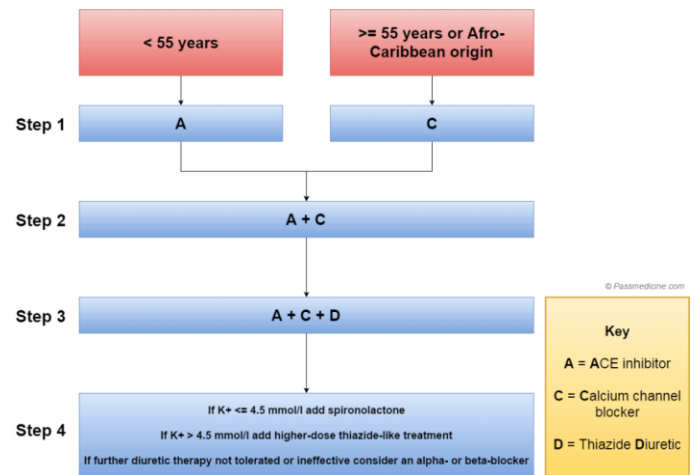 < 55 years
>= 55 years or Afro-
Caribbean origin
Step 1
A
C
Step 2
A + C
© Passmedicine.com
Step 3
A + C + D
Key
A = ACE inhibitor
C = Calcium channel
blocker
D = Thiazide Diuretic
Step 4
If K+ <= 4.5 mmol/l add spironolactone
If K+ > 4.5 mmol/l add higher-dose thiazide-like treatment
If further diuretic therapy not tolerated or ineffective consider an alpha- or beta-blocker